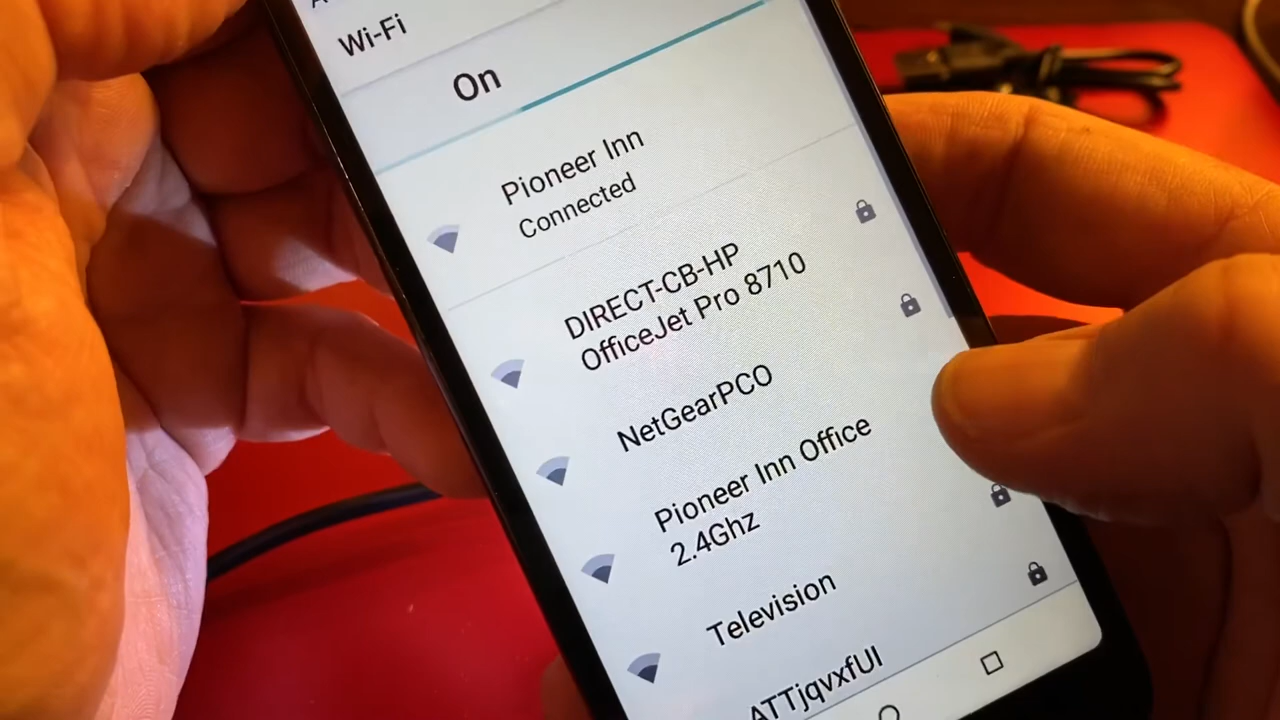 Wi-Fi
On
Pioneer Inn
Connected
DIRECT-CB-HP
OfficeJet Pro 8710
NetGearPCO
Pioneer Inn Office
2.4Ghz
Television
ATTjqvxfUI